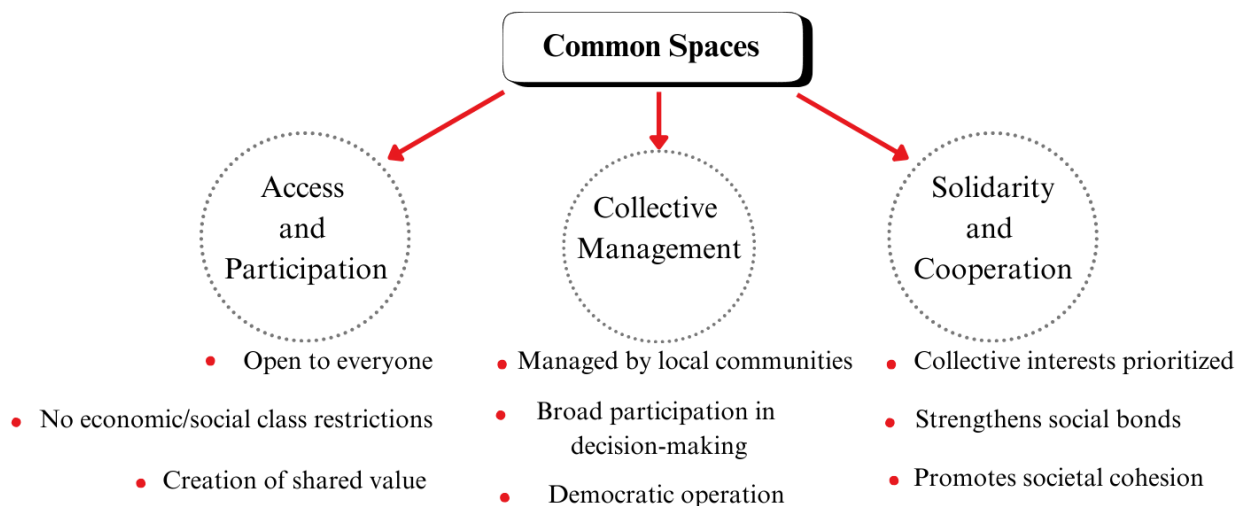 Common Spaces
Access
and
Participation
Open to everyone
No economic/social class restrictions
Creation of shared value
Collective
Management
Managed by local communities
Broad participation in
decision-making
Democratic operation
Solidarity
and
Cooperation
Collective interests prioritized
Strengthens social bonds
Promotes societal cohesion